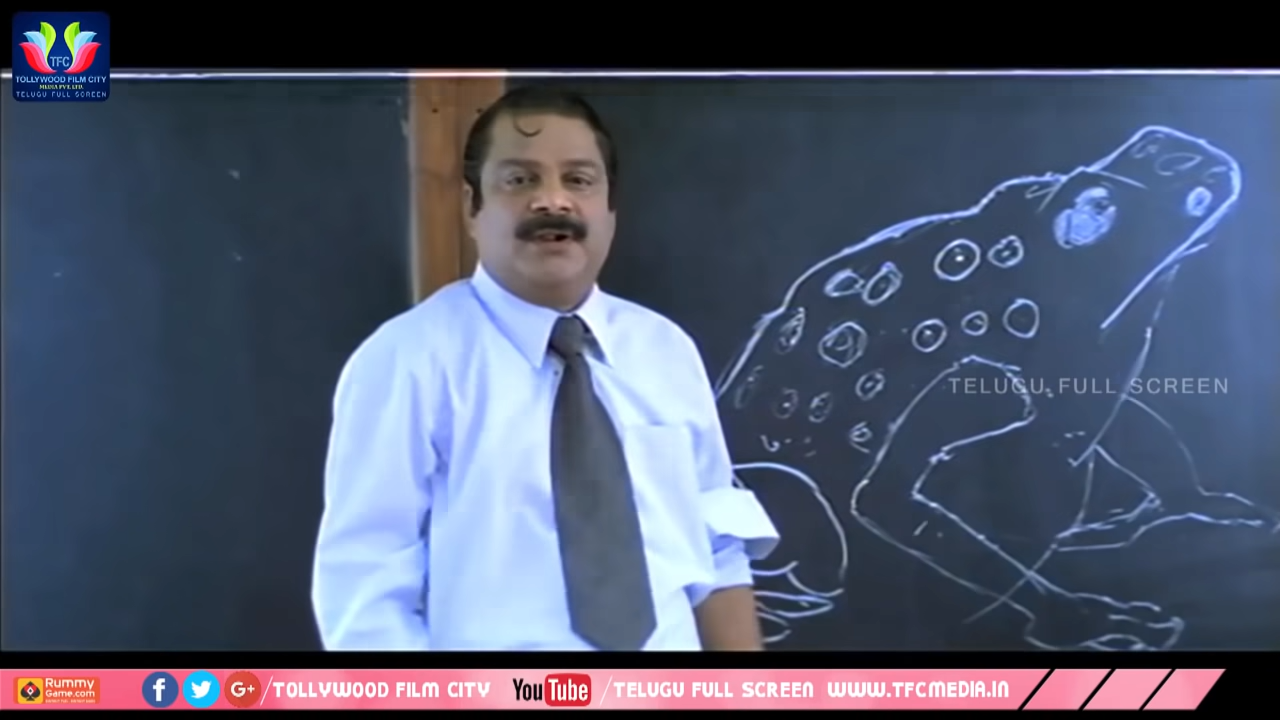 TFC
TOLLYWOOD FILM CITY
MEDIA PVT. LTD.
TELUGU FULL SCREEN
TELUGU FULL SCREEN
Rummy
Game.com
f G+ /TOLLYWOOD FILM CITY YouTube /TELUGU FULL SCREEN WWW.TFCMEDIA.IN